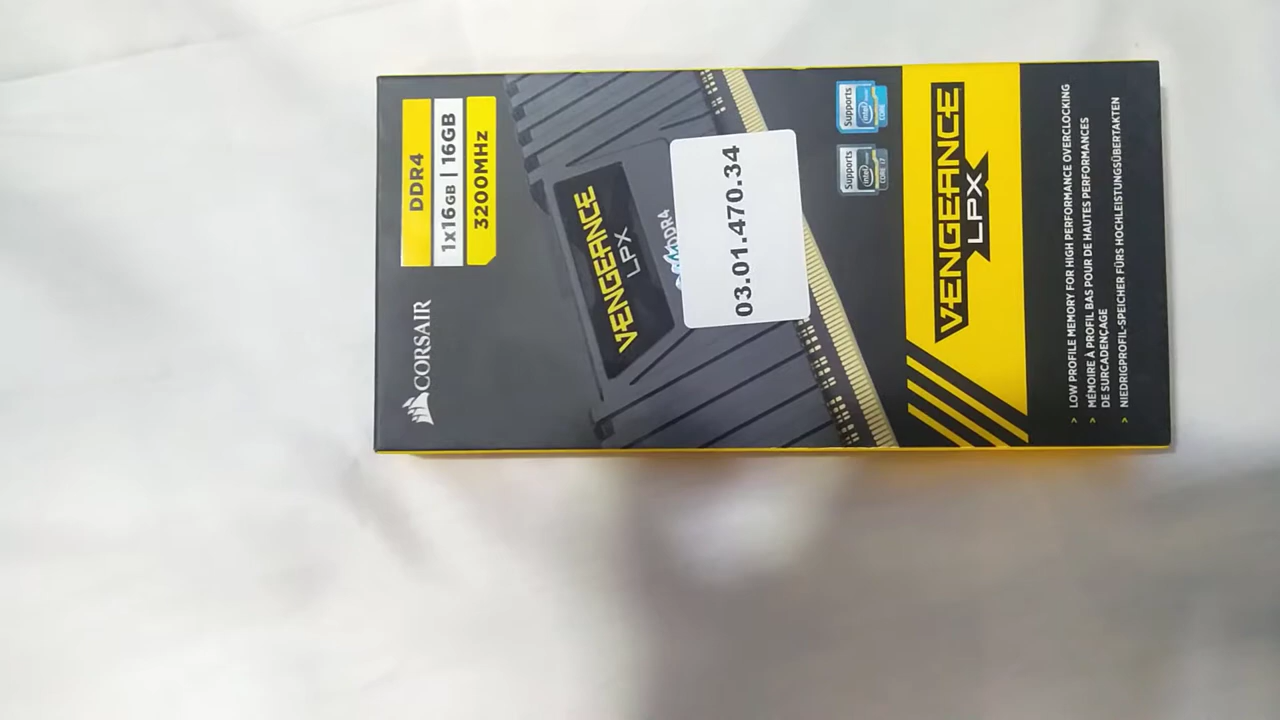 CORSAIR
DDR4
1x16GB | 16GB
3200MHz
VENGEANCE
LPX
DDR4
03.01.470.34
Supports
intel
CORE
Supports
intel
CORE i7
VENGEANCE
LPX
> LOW PROFILE MEMORY FOR HIGH PERFORMANCE OVERCLOCKING
> MÉMOIRE À PROFIL BAS POUR DE HAUTES PERFORMANCES
DE SURCADENÇAGE
> NIEDRIGPROFIL-SPEICHER FÜRS HOCHLEISTUNGSÜBERTAKTEN